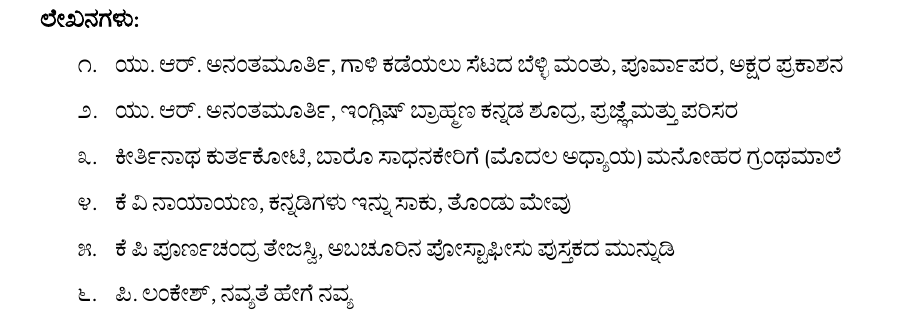 ಲೇಖನಗಳು:
೧. ಯು. ಆರ್. ಅನಂತಮೂರ್ತಿ, ಗಾಳಿ ಕಡೆಯಲು ಸೆಟದ ಬೆಳ್ಳಿ ಮಂತು, ಪೂರ್ವಾಪರ, ಅಕ್ಷರ ಪ್ರಕಾಶನ
೨. ಯು. ಆರ್. ಅನಂತಮೂರ್ತಿ, ಇಂಗ್ಲಿಷ್ ಬ್ರಾಹ್ಮಣ ಕನ್ನಡ ಶೂದ್ರ, ಪ್ರಜ್ಞೆಮತ್ತು ಪರಿಸರ
೩. ಕೀರ್ತಿನಾಥ ಕುರ್ತಕೋಟಿ, ಬಾರೊ ಸಾಧನಕೇರಿಗೆ (ಮೊದಲ ಅಧ್ಯಾಯ) ಮನೋಹರ ಗ್ರಂಥಮಾಲೆ
೪. ಕೆ ವಿ ನಾಯಾಯಣ, ಕನ್ನಡಿಗಳು ಇನ್ನು ಸಾಕು, ತೊಂಡು ಮೇವು
೫. ಕೆ ಪಿ ಪೂರ್ಣಚಂದ್ರ ತೇಜಸ್ವಿ, ಅಬಚೂರಿನ ಪೋಸ್ಟಾಫೀಸು ಪುಸ್ತಕದ ಮುನ್ನುಡಿ
೬. ಪಿ. ಲಂಕೇಶ್, ನವ್ಯತೆ ಹೇಗೆ ನವ್ಯ